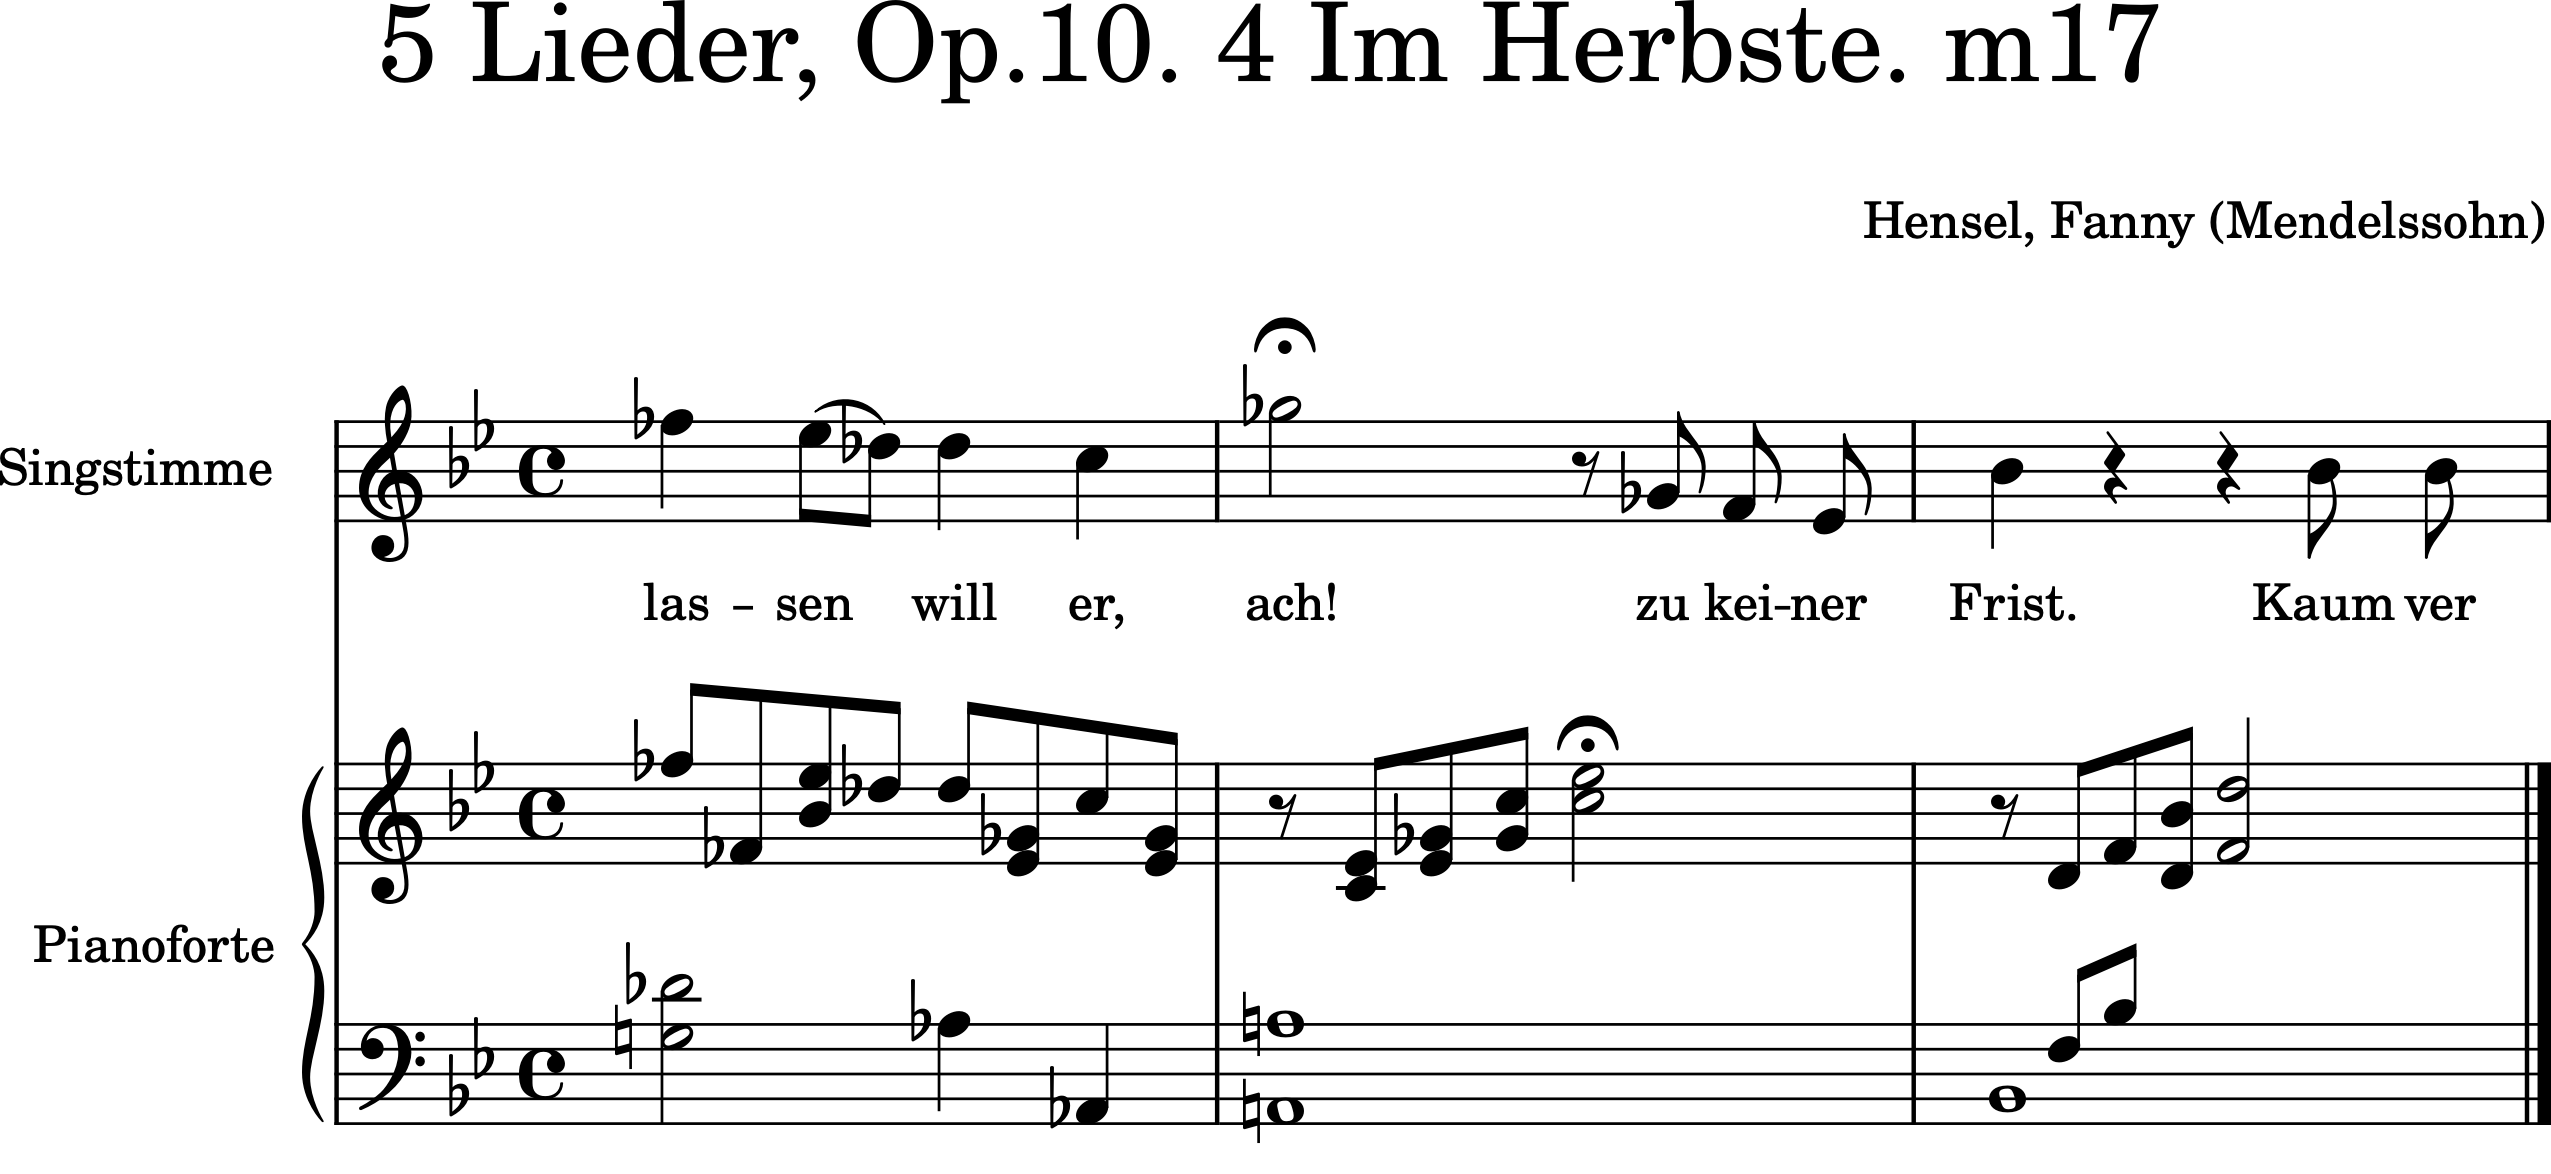 5 Lieder, Op.10. 4 Im Herbste. m17
Hensel, Fanny (Mendelssohn)
Singstimme
las - sen will er, ach! zu kei-ner Frist. Kaum ver
Pianoforte